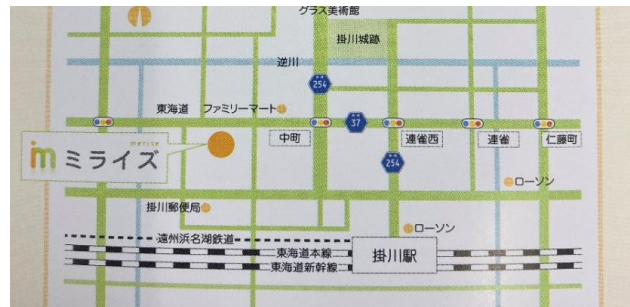 グラス美術館
掛川城跡
逆川
254
東海道
ファミリーマート
37
中町
連雀西
連雀
仁藤町
merise
ミライズ
254
ローソン
掛川郵便局
ローソン
遠州浜名湖鉄道
東海道本線
東海道新幹線
掛川駅